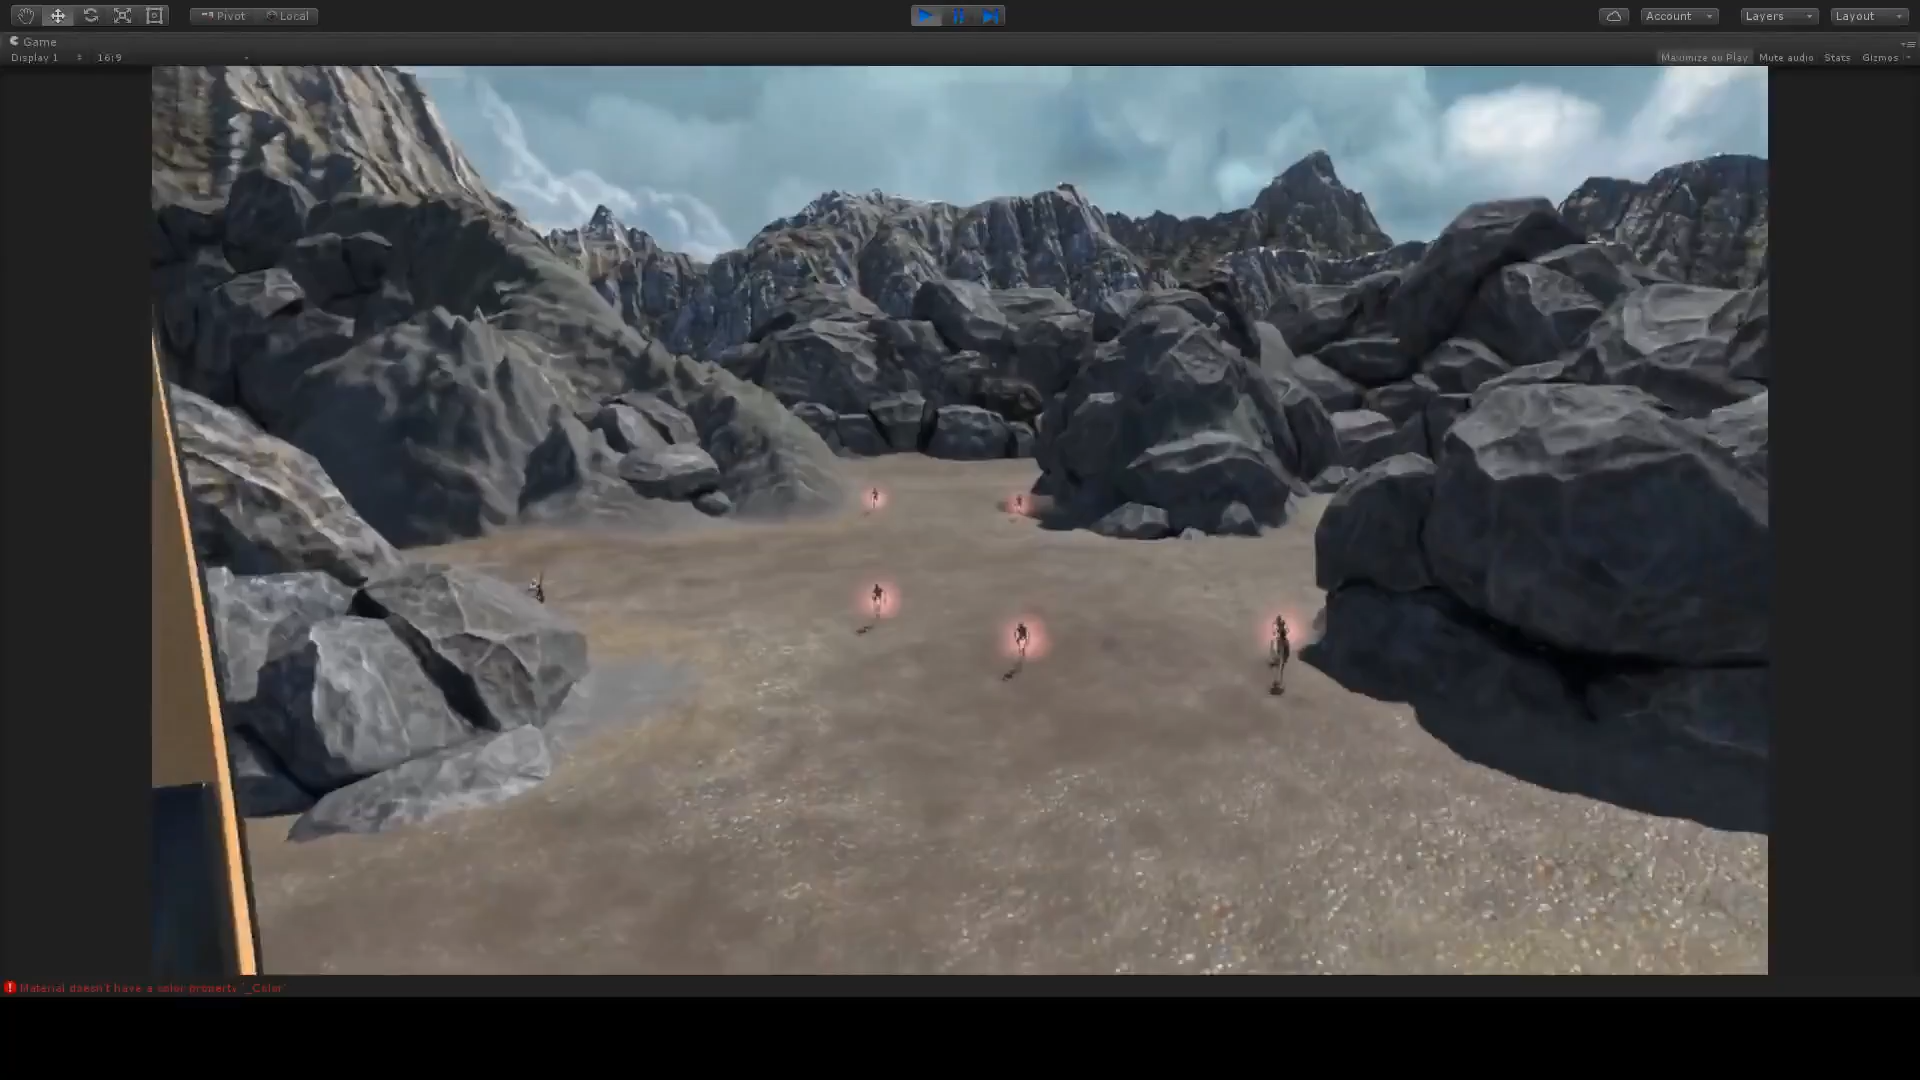 Pivot Local Account Layers Layout
Game
Display 1 16:9 Maximize on Play Mute audio Stats Gizmos
Material doesn't have a color property '_Color'